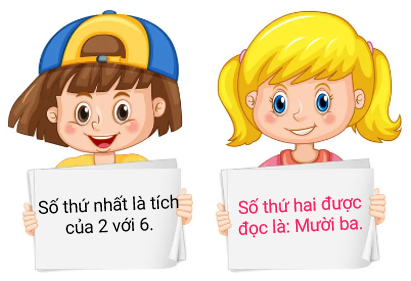 Số thứ nhất là tích
của 2 với 6.
Số thứ hai được
đọc là: Mười ba.